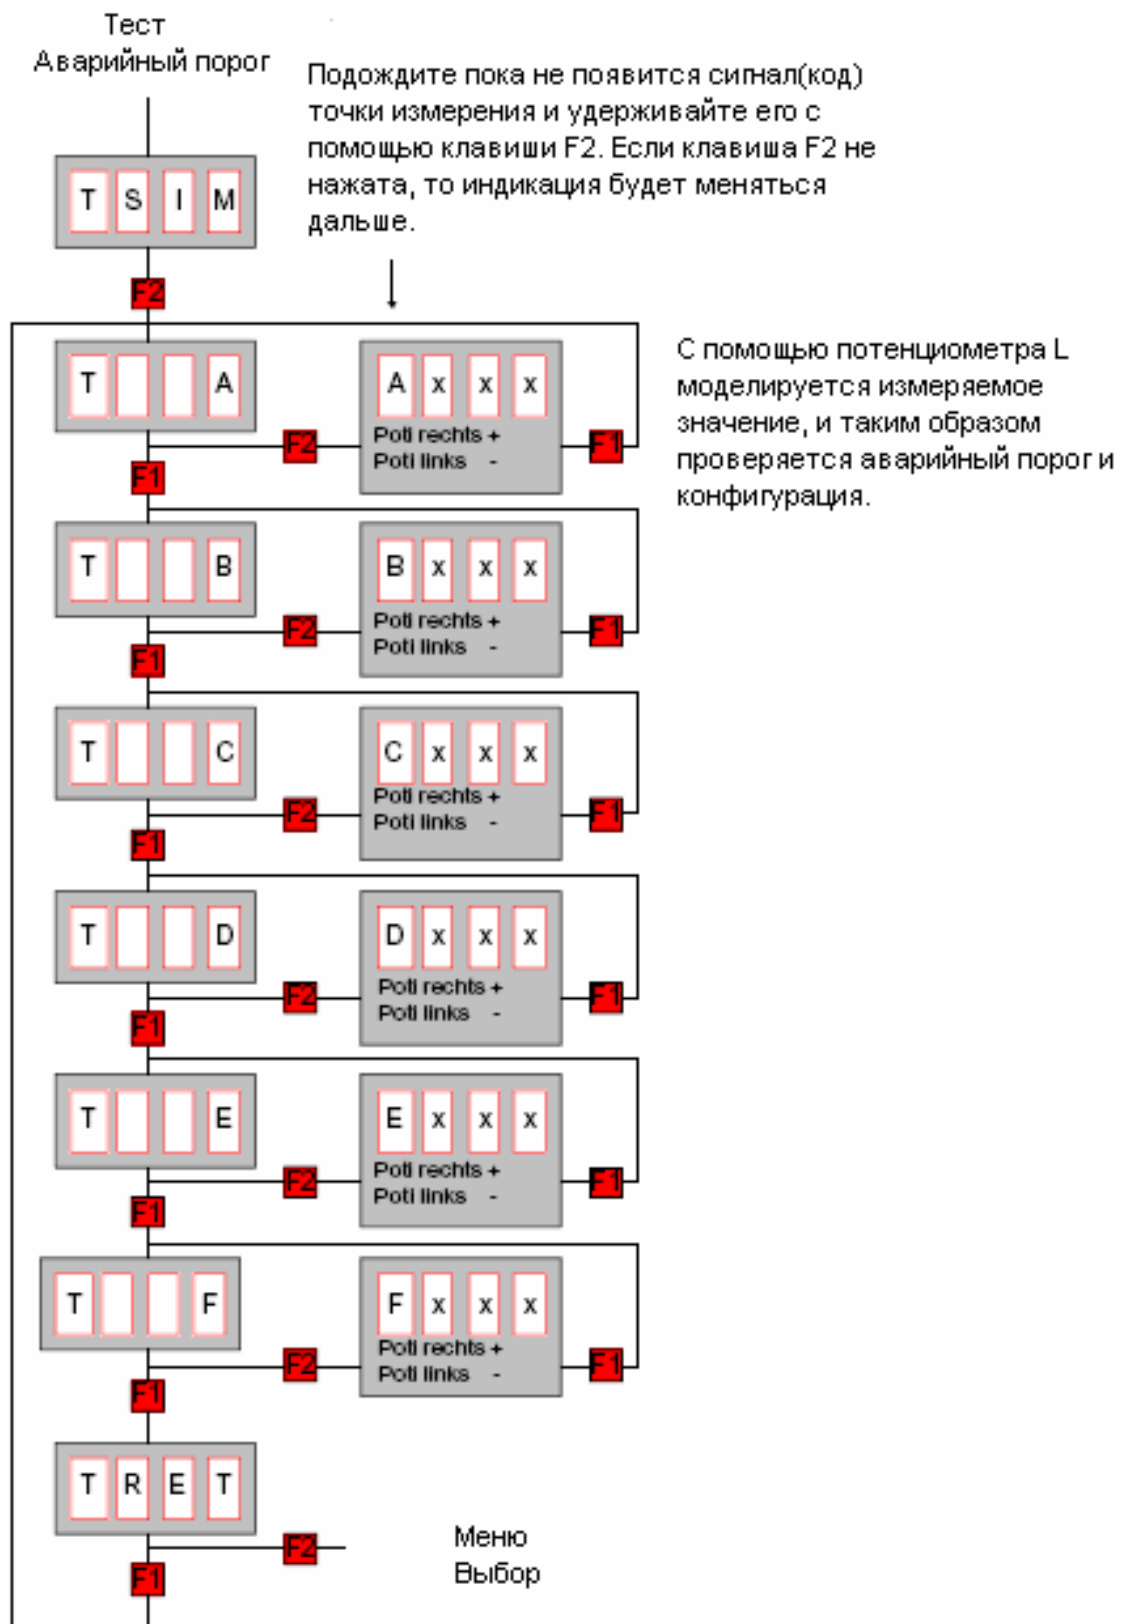 Тест
Аварийный порог
Подождите пока не появится сигнал(код)
точки измерения и удерживайте его с
помощью клавиши F2. Если клавиша F2 не
нажата, то индикация будет меняться
дальше.
T S I M
F2
T A
A x x x
Poti rechts +
Poti links -
F2
F1
F1
С помощью потенциометра L
моделируется измеряемое
значение, и таким образом
проверяется аварийный порог и
конфигурация.
T B
B x x x
Poti rechts +
Poti links -
F2
F1
F1
T C
C x x x
Poti rechts +
Poti links -
F2
F1
F1
T D
D x x x
Poti rechts +
Poti links -
F2
F1
F1
T E
E x x x
Poti rechts +
Poti links -
F2
F1
F1
T F
F x x x
Poti rechts +
Poti links -
F2
F1
F1
T R E T
F2
Меню
Выбор
F1